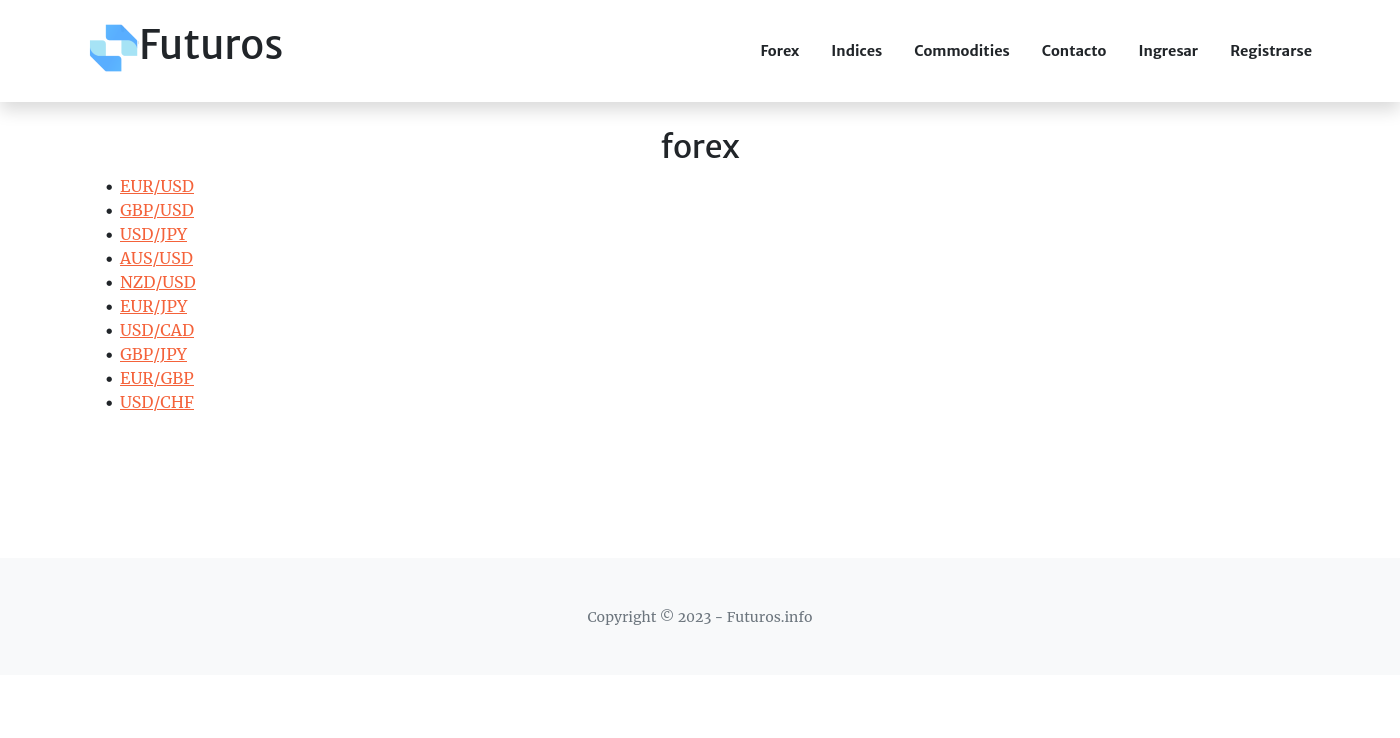 Futuros
Forex Indices Commodities Contacto Ingresar Registrarse
forex
• EUR/USD
• GBP/USD
• USD/JPY
• AUS/USD
• NZD/USD
• EUR/JPY
• USD/CAD
• GBP/JPY
• EUR/GBP
• USD/CHF
Copyright © 2023 - Futuros.info